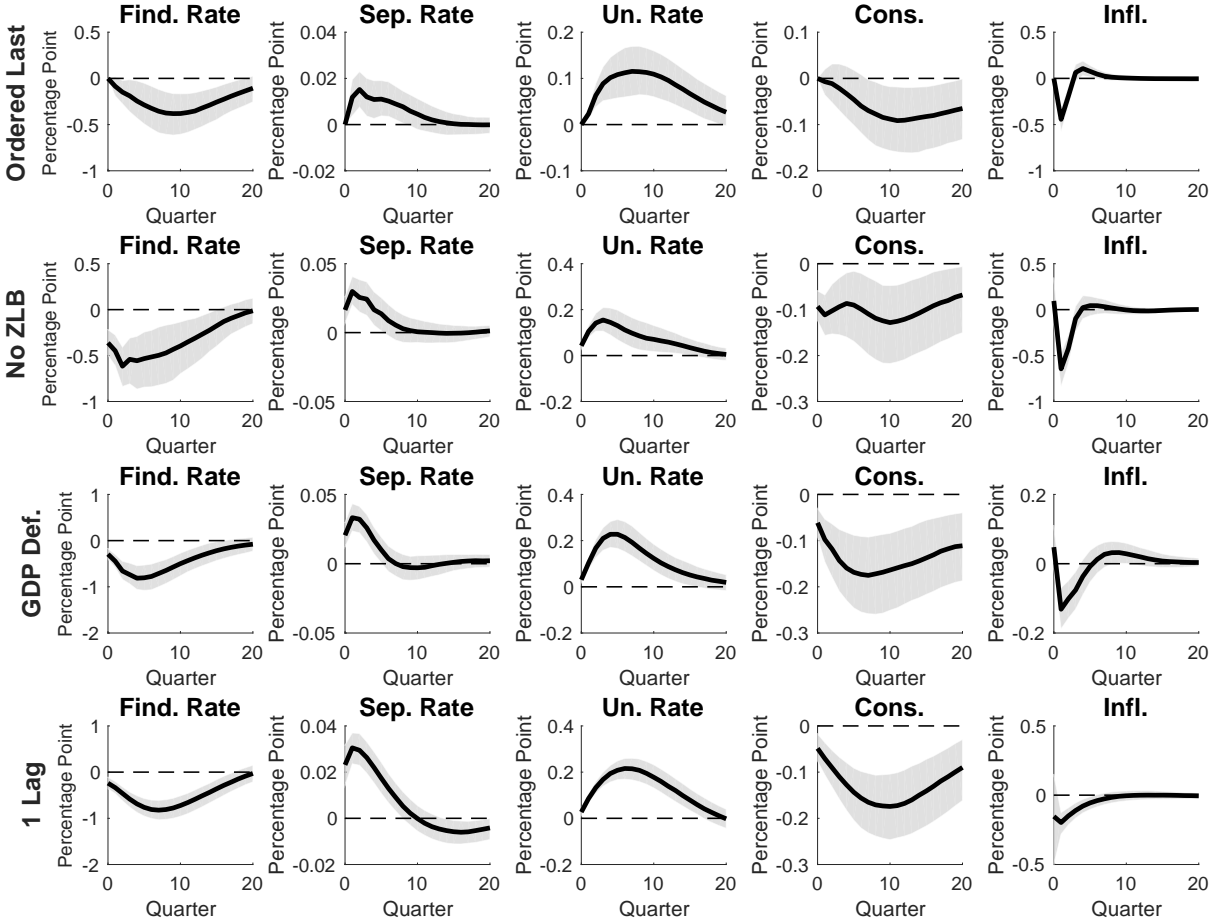 Find. Rate
Sep. Rate
Un. Rate
Cons.
Infl.
Ordered Last
Percentage Point
0.5
0
-0.5
-1
0 10 20
Quarter
Percentage Point
0.04
0.02
0
-0.02
0 10 20
Quarter
Percentage Point
0.2
0.1
0
-0.1
0 10 20
Quarter
Percentage Point
0.1
0
-0.1
-0.2
0 10 20
Quarter
Percentage Point
0.5
0
-0.5
-1
0 10 20
Quarter
Find. Rate
Sep. Rate
Un. Rate
Cons.
Infl.
No ZLB
Percentage Point
0.5
0
-0.5
-1
0 10 20
Quarter
Percentage Point
0.05
0
-0.05
0 10 20
Quarter
Percentage Point
0.4
0.2
0
-0.2
0 10 20
Quarter
Percentage Point
0
-0.1
-0.2
-0.3
0 10 20
Quarter
Percentage Point
0.5
0
-0.5
-1
0 10 20
Quarter
Find. Rate
Sep. Rate
Un. Rate
Cons.
Infl.
GDP Def.
Percentage Point
1
0
-1
-2
0 10 20
Quarter
Percentage Point
0.05
0
-0.05
0 10 20
Quarter
Percentage Point
0.4
0.2
0
-0.2
0 10 20
Quarter
Percentage Point
0
-0.1
-0.2
-0.3
0 10 20
Quarter
Percentage Point
0.2
0
-0.2
0 10 20
Quarter
Find. Rate
Sep. Rate
Un. Rate
Cons.
Infl.
1 Lag
Percentage Point
1
0
-1
-2
0 10 20
Quarter
Percentage Point
0.04
0.02
0
-0.02
0 10 20
Quarter
Percentage Point
0.4
0.2
0
-0.2
0 10 20
Quarter
Percentage Point
0
-0.1
-0.2
-0.3
0 10 20
Quarter
Percentage Point
0.5
0
-0.5
0 10 20
Quarter